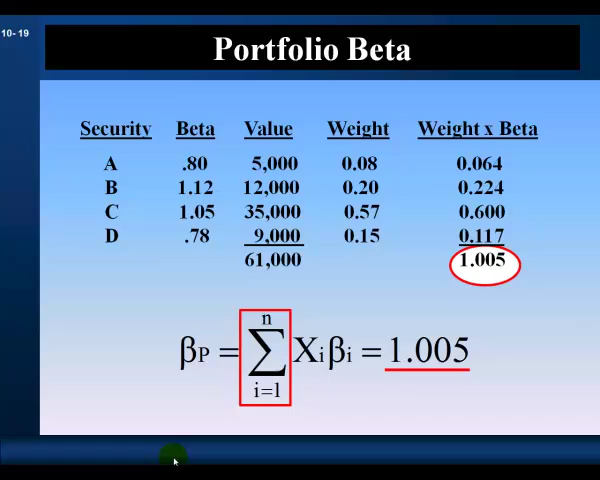 10- 19
Portfolio Beta
Security Beta Value Weight Weight x Beta
A .80 5,000 0.08 0.064
B 1.12 12,000 0.20 0.224
C 1.05 35,000 0.57 0.600
D .78 9,000 0.15 0.117
61,000 1.005
βP = ∑ i=1 n Xiβi = 1.005